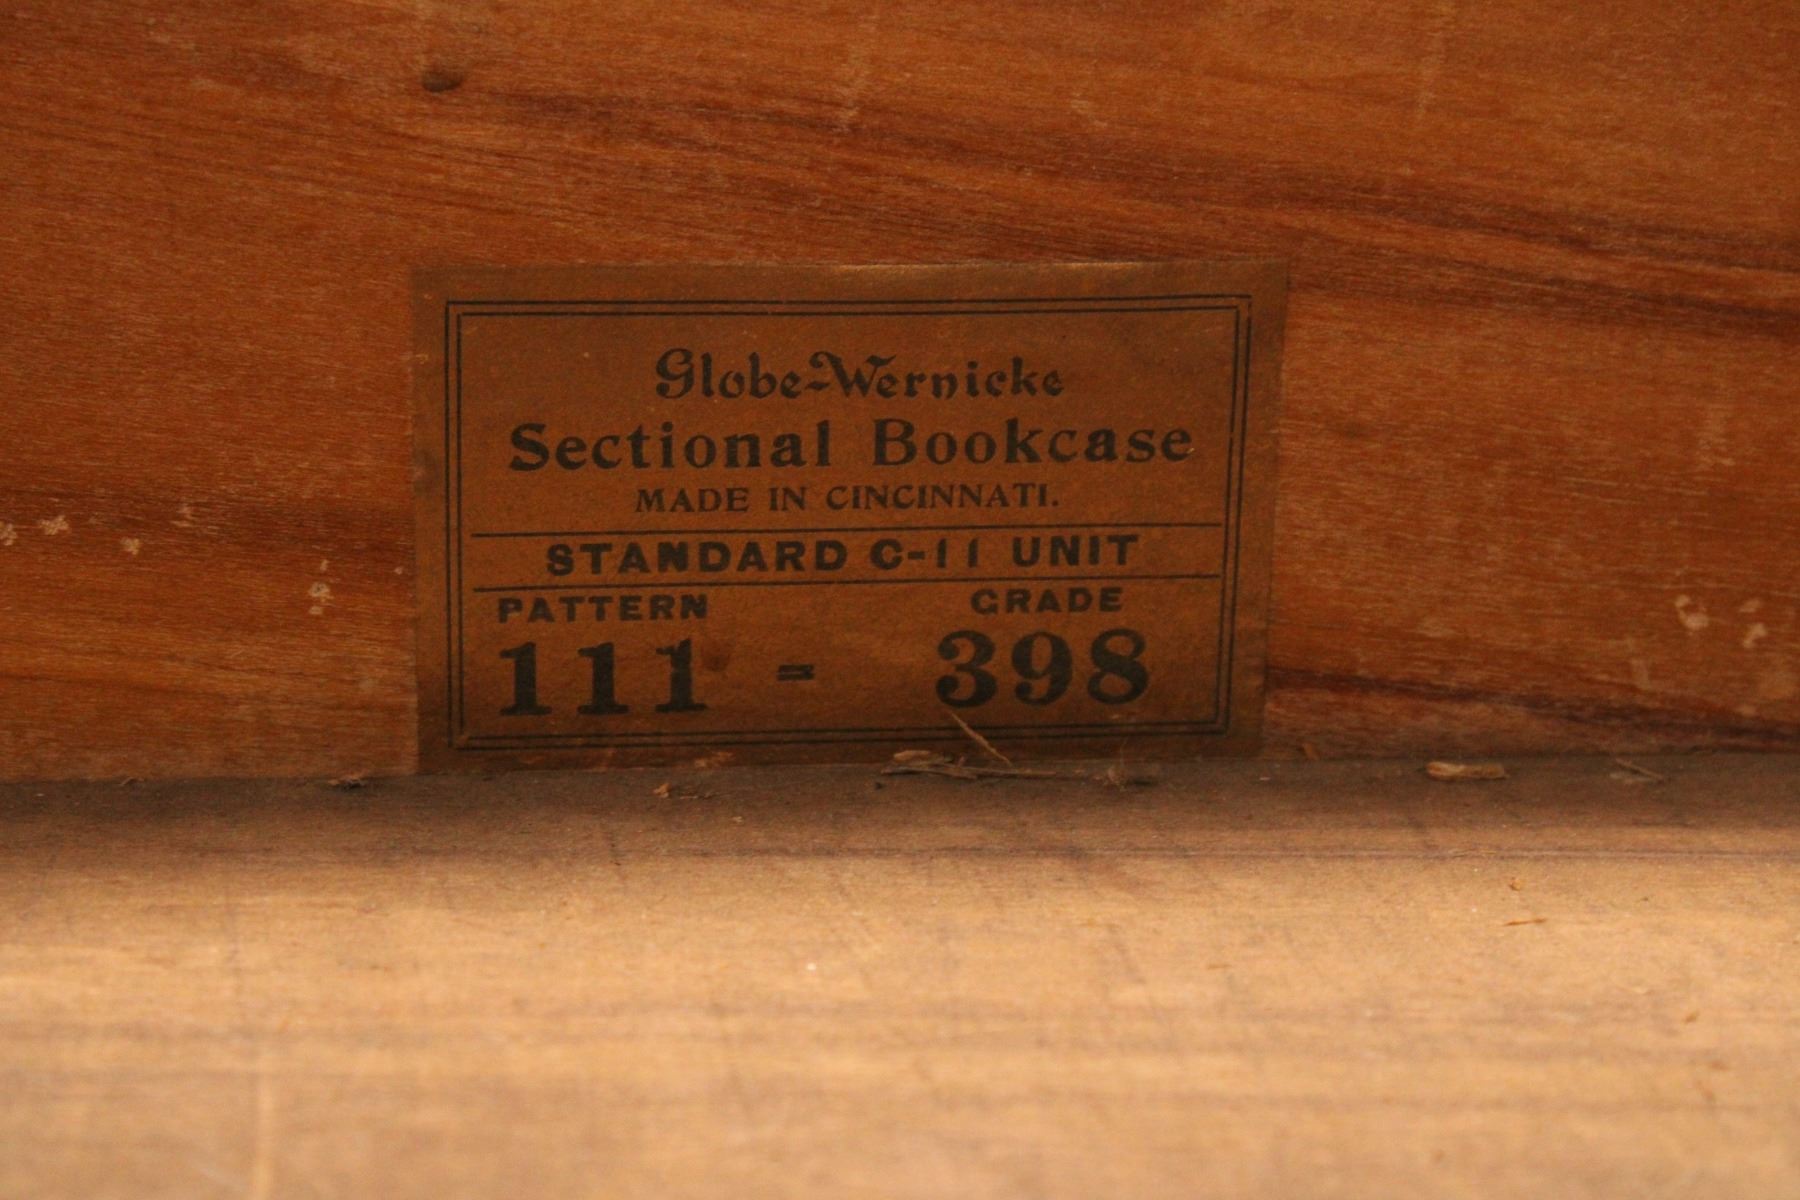 Globe-Wernicke
Sectional Bookcase
MADE IN CINCINNATI.
STANDARD C-11 UNIT
PATTERN GRADE
111 = 398